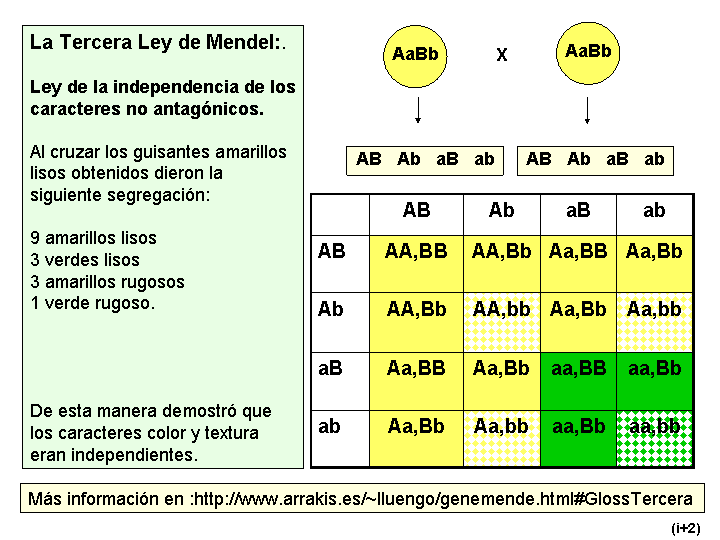 La Tercera Ley de Mendel:.
Ley de la independencia de los
caracteres no antagónicos.
Al cruzar los guisantes amarillos
lisos obtenidos dieron la
siguiente segregación:
9 amarillos lisos
3 verdes lisos
3 amarillos rugosos
1 verde rugoso.
De esta manera demostró que
los caracteres color y textura
eran independientes.
AaBb X AaBb
AB Ab aB ab AB Ab aB ab
AB Ab aB ab
AB AA,BB AA,Bb Aa,BB Aa,Bb
Ab AA,Bb AA,bb Aa,Bb Aa,bb
aB Aa,BB Aa,Bb aa,BB aa,Bb
ab Aa,Bb Aa,bb aa,Bb aa,bb
Más información en :http://www.arrakis.es/~lluengo/genemende.html#GlossTercera
(i+2)